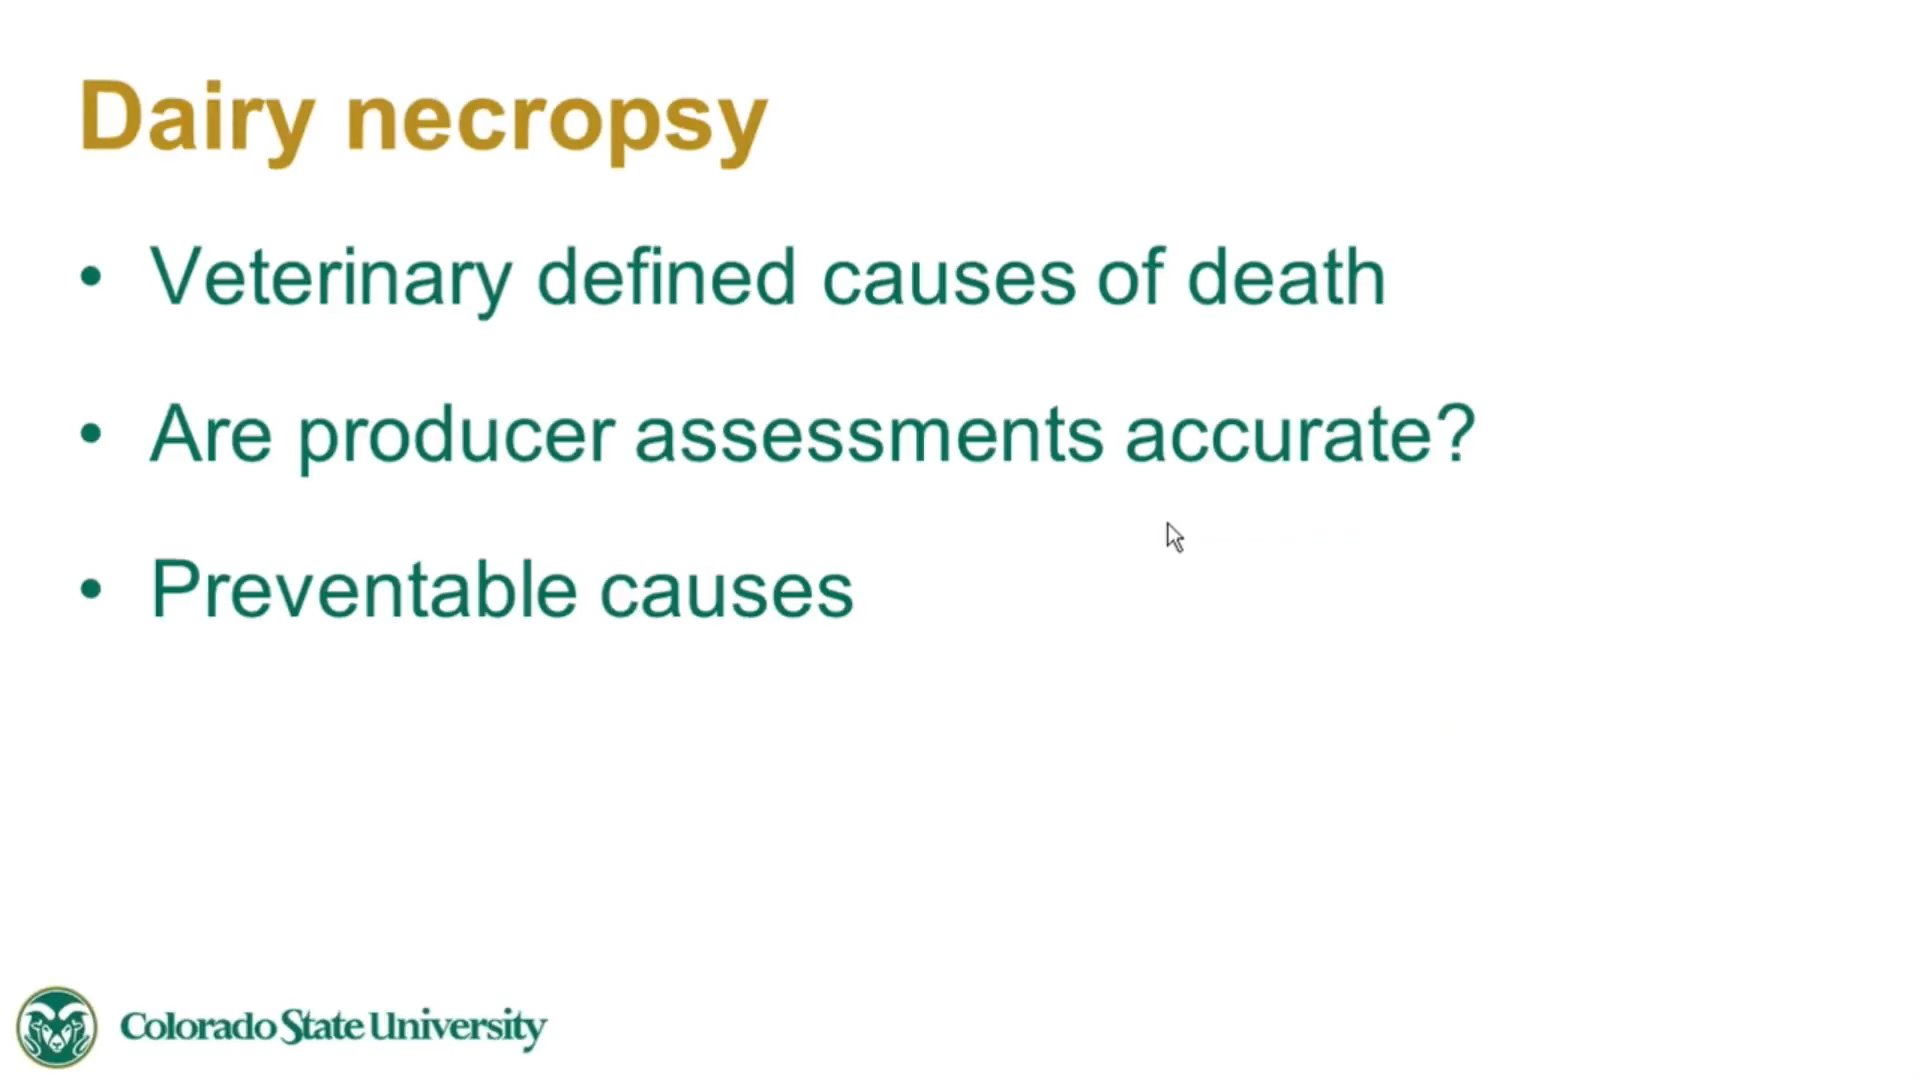 Dairy necropsy
• Veterinary defined causes of death
• Are producer assessments accurate?
• Preventable causes
Colorado State University